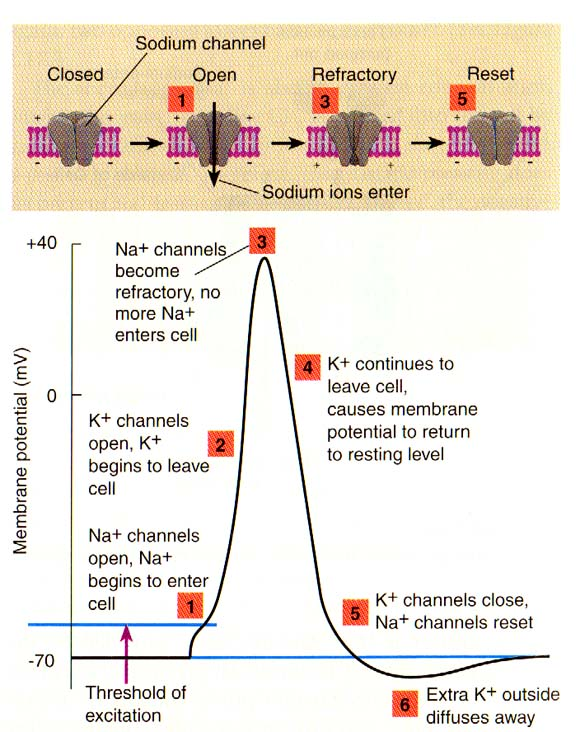 Sodium channel
Closed
Open
Refractory
Reset
1
3
5
+ +
+ +
- -
+ +
- -
- -
+ +
- -
Sodium ions enter
+40
3
Na+ channels
become
refractory, no
more Na+
enters cell
4
K+ continues to
leave cell,
causes membrane
potential to return
to resting level
Membrane potential (mV)
0
K+ channels
open, K+
begins to leave
cell
2
Na+ channels
open, Na+
begins to enter
cell
1
5
K+ channels close,
Na+ channels reset
-70
Threshold of
excitation
6
Extra K+ outside
diffuses away